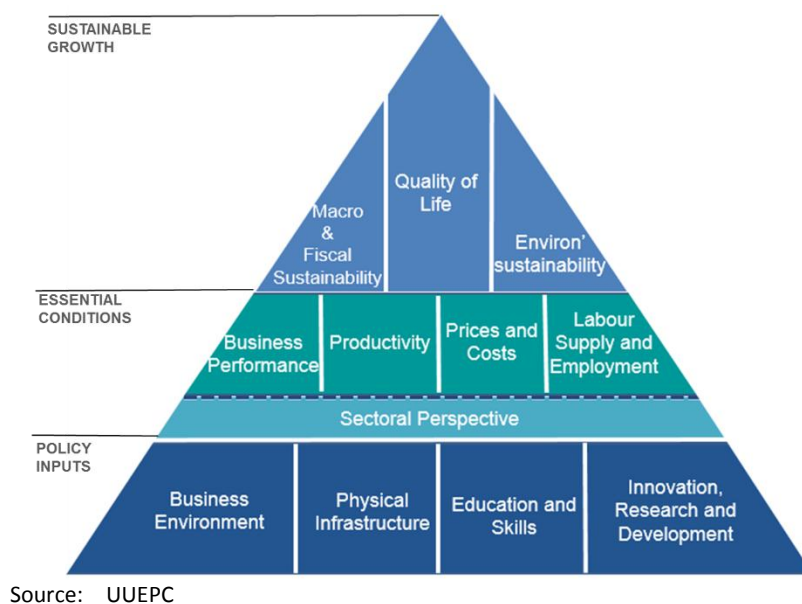 SUSTAINABLE
GROWTH
Quality of
Life
Macro
&
Fiscal
Sustainability
Environ’
sustainability
ESSENTIAL
CONDITIONS
Business
Performance
Productivity
Prices and
Costs
Labour
Supply and
Employment
Sectoral Perspective
POLICY
INPUTS
Business
Environment
Physical
Infrastructure
Education and
Skills
Innovation,
Research and
Development
Source: UUEPC